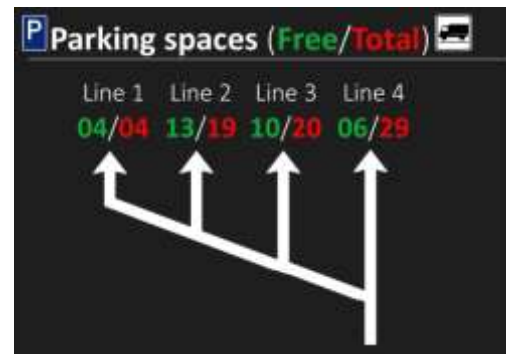 P Parking spaces (Free/Total)
Line 1 Line 2 Line 3 Line 4
04/04 13/19 10/20 06/29